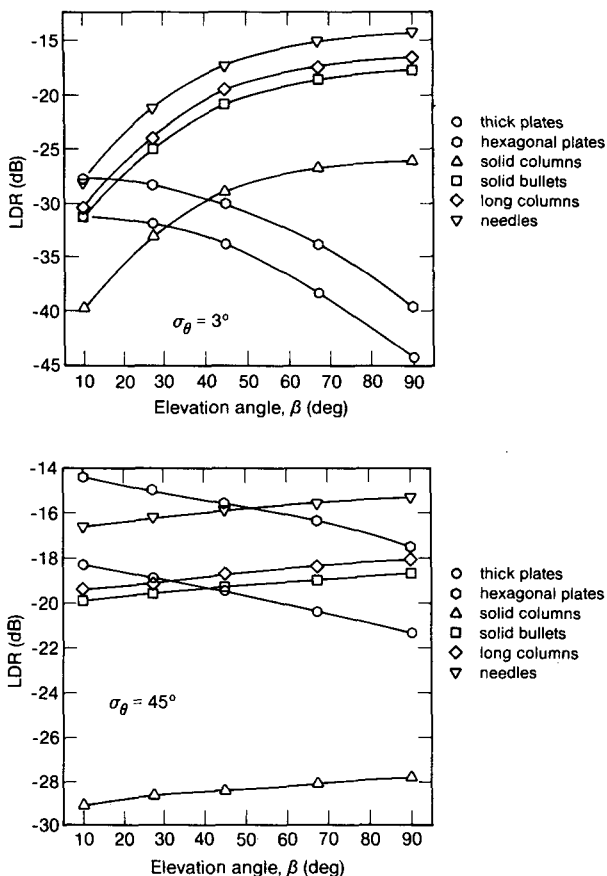 -15
-20
-25
-30
-35
-40
-45
LDR (dB)
σθ = 3°
10 20 30 40 50 60 70 80 90
Elevation angle, β (deg)
thick plates
hexagonal plates
solid columns
solid bullets
long columns
needles
-14
-16
-18
-20
-22
-24
-26
-28
-30
LDR (dB)
σθ = 45°
10 20 30 40 50 60 70 80 90
Elevation angle, β (deg)
thick plates
hexagonal plates
solid columns
solid bullets
long columns
needles